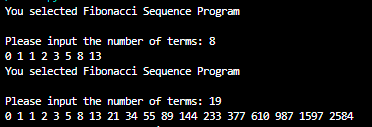 You selected Fibonacci Sequence Program
Please input the number of terms: 8
0 1 1 2 3 5 8 13
You selected Fibonacci Sequence Program
Please input the number of terms: 19
0 1 1 2 3 5 8 13 21 34 55 89 144 233 377 610 987 1597 2584